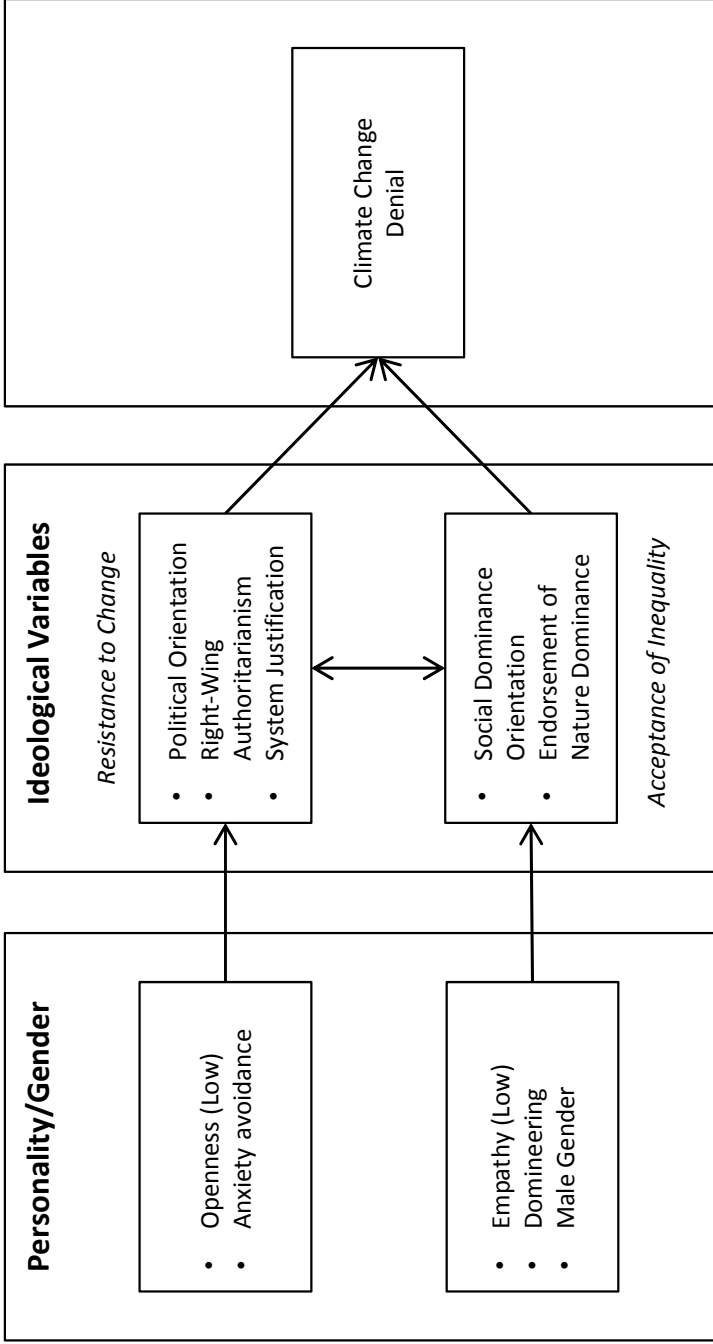 Personality/Gender
• Openness (Low)
• Anxiety avoidance
• Empathy (Low)
• Domineering
• Male Gender
Ideological Variables
Resistance to Change
• Political Orientation
• Right-Wing
Authoritarianism
• System Justification
• Social Dominance
Orientation
• Endorsement of
Nature Dominance
Acceptance of Inequality
Climate Change
Denial